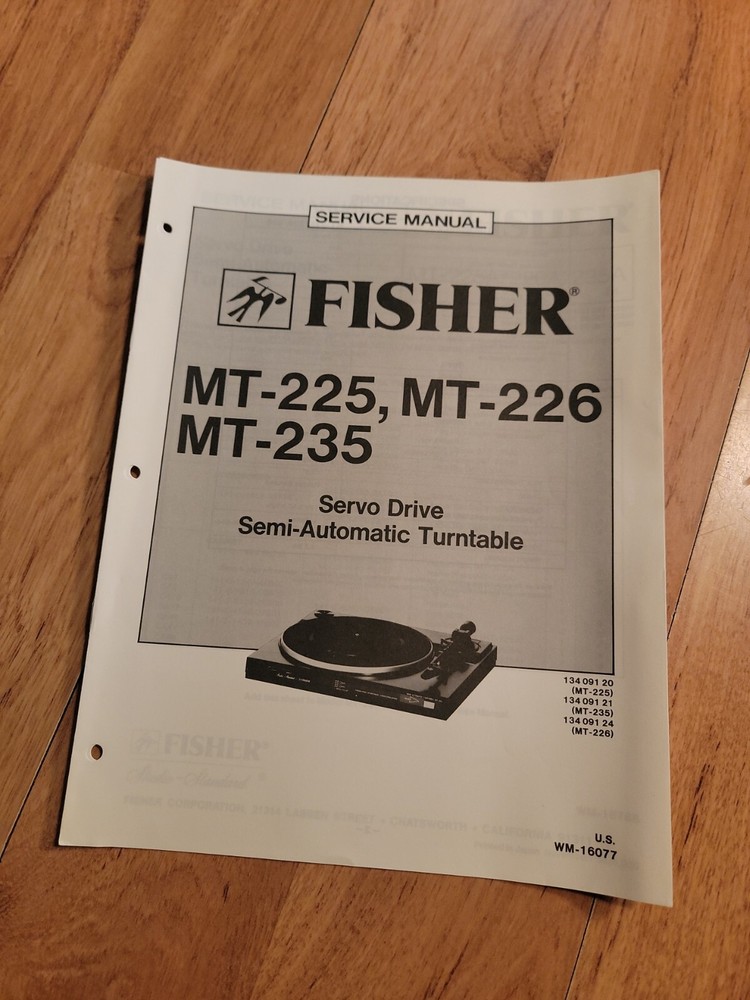 SERVICE MANUAL
FISHER®
MT-225, MT-226
MT-235
Servo Drive
Semi-Automatic Turntable
134 091 20
(MT-225)
134 091 21
(MT-235)
134 091 24
(MT-226)
FISHER®
U.S.
WM-16077